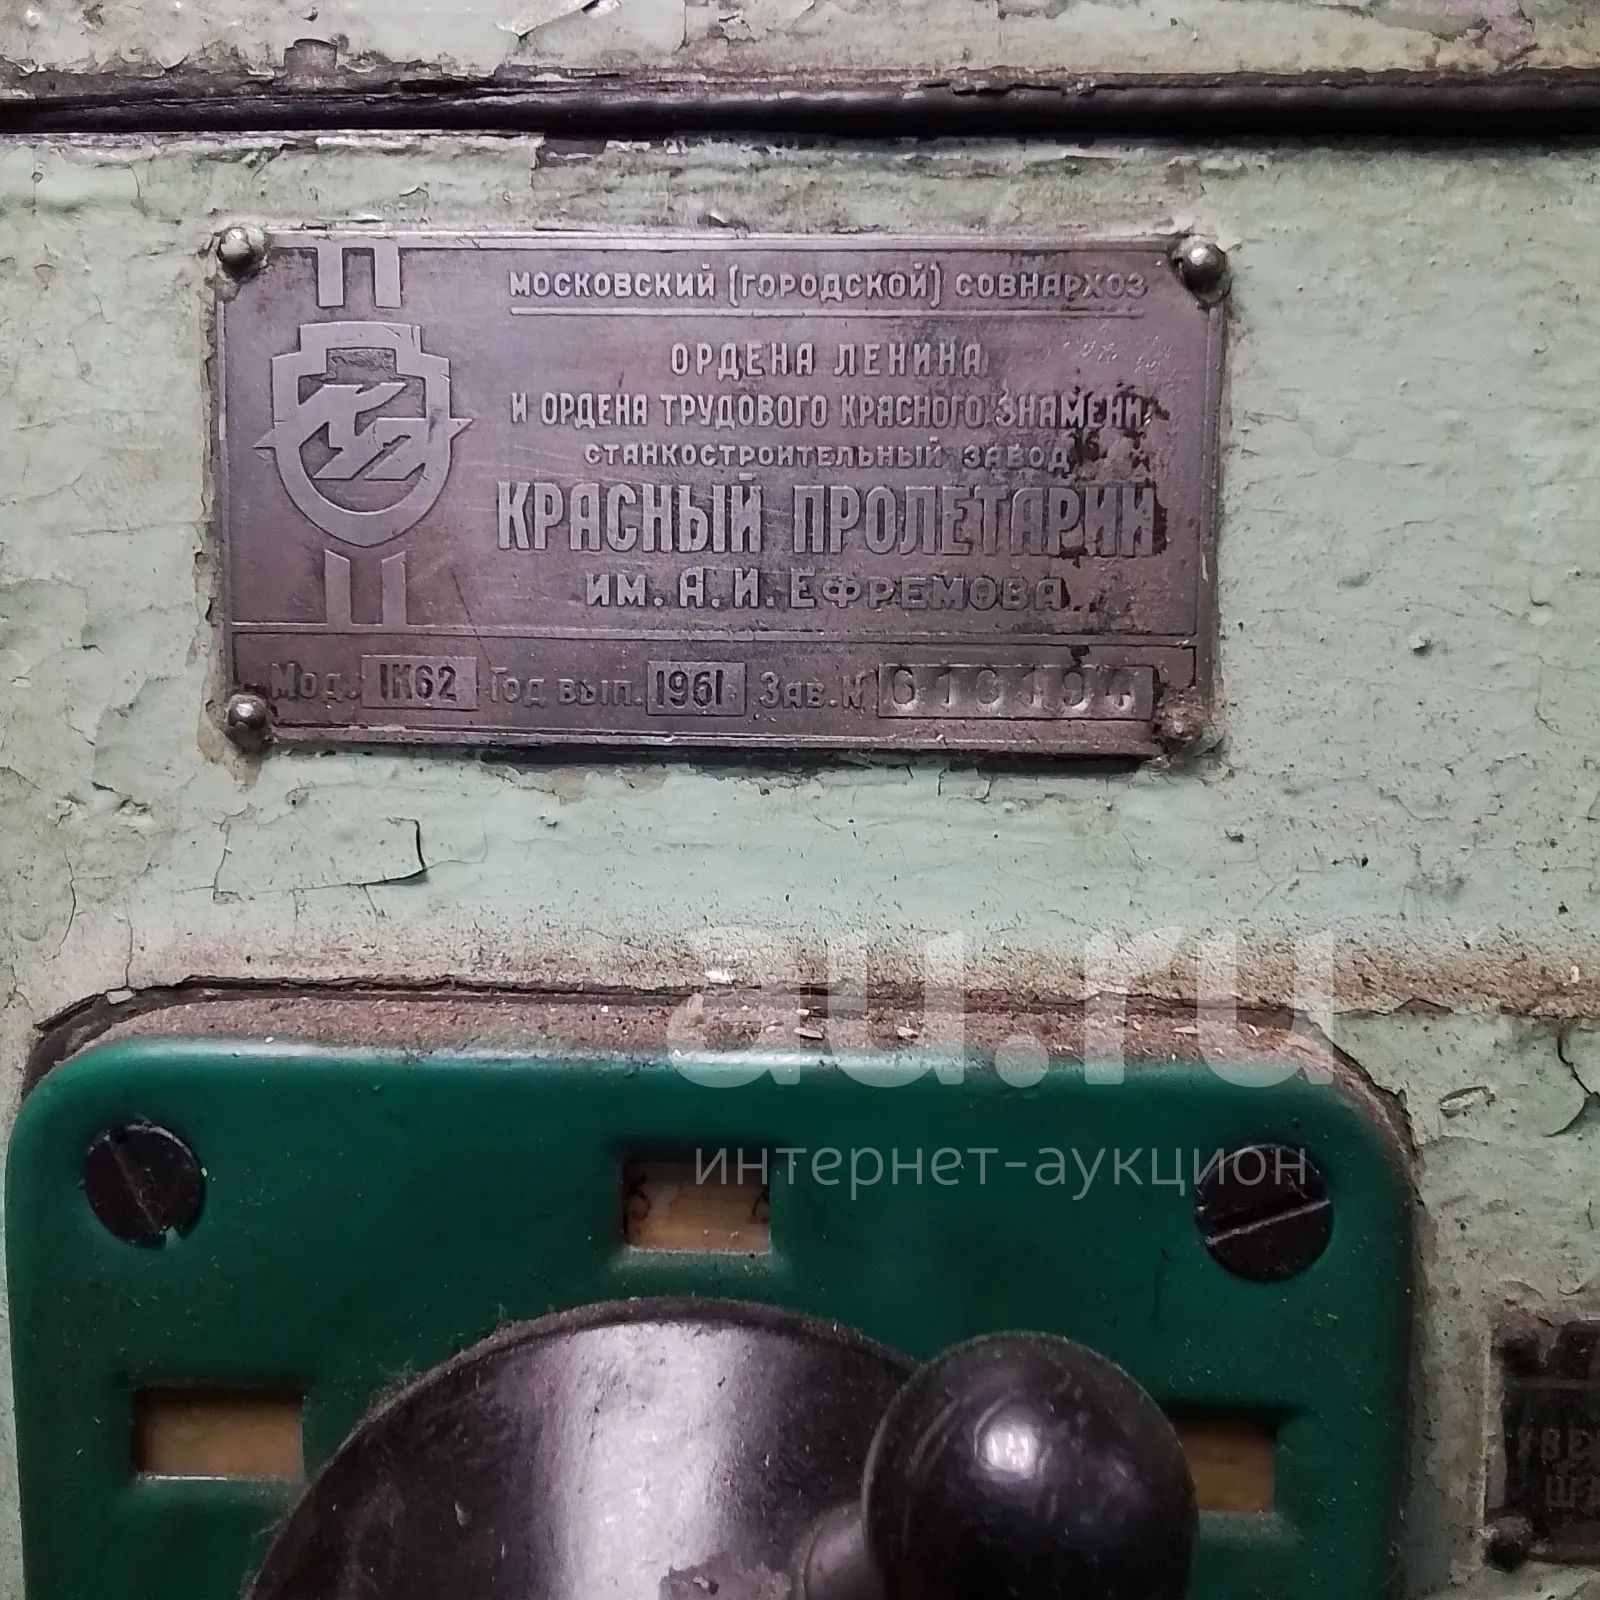 МОСКОВСКИЙ (ГОРОДСКОЙ) СОВНАРХОЗ
ОРДЕНА ЛЕНИНА
И ОРДЕНА ТРУДОВОГО КРАСНОГО ЗНАМЕНИ
СТАНКОСТРОИТЕЛЬНЫЙ ЗАВОД
КРАСНЫЙ ПРОЛЕТАРИЙ
ИМ. А.И. ЕФРЕМОВА
Мод. 1К62 Год вып. 1961 Зав. №
au.ru
интернет-аукцион